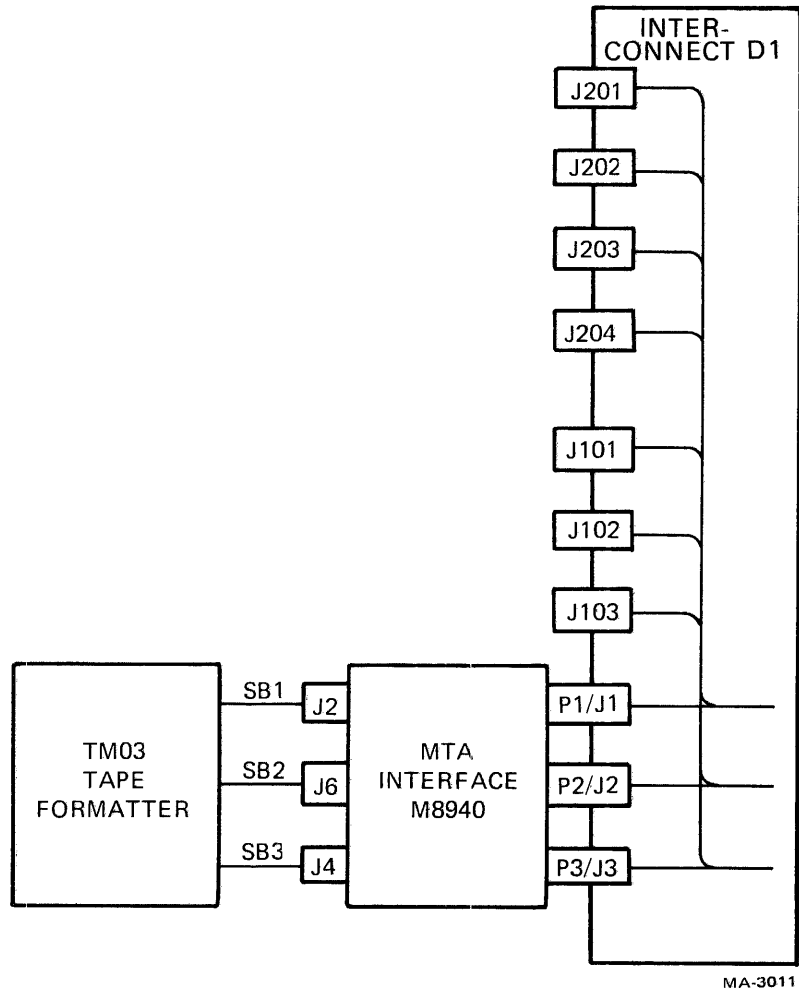 INTER-
CONNECT D1
J201
J202
J203
J204
J101
J102
J103
P1/J1
P2/J2
P3/J3
TM03
TAPE
FORMATTER
SB1
SB2
SB3
J2
J6
J4
MTA
INTERFACE
M8940
MA-3011